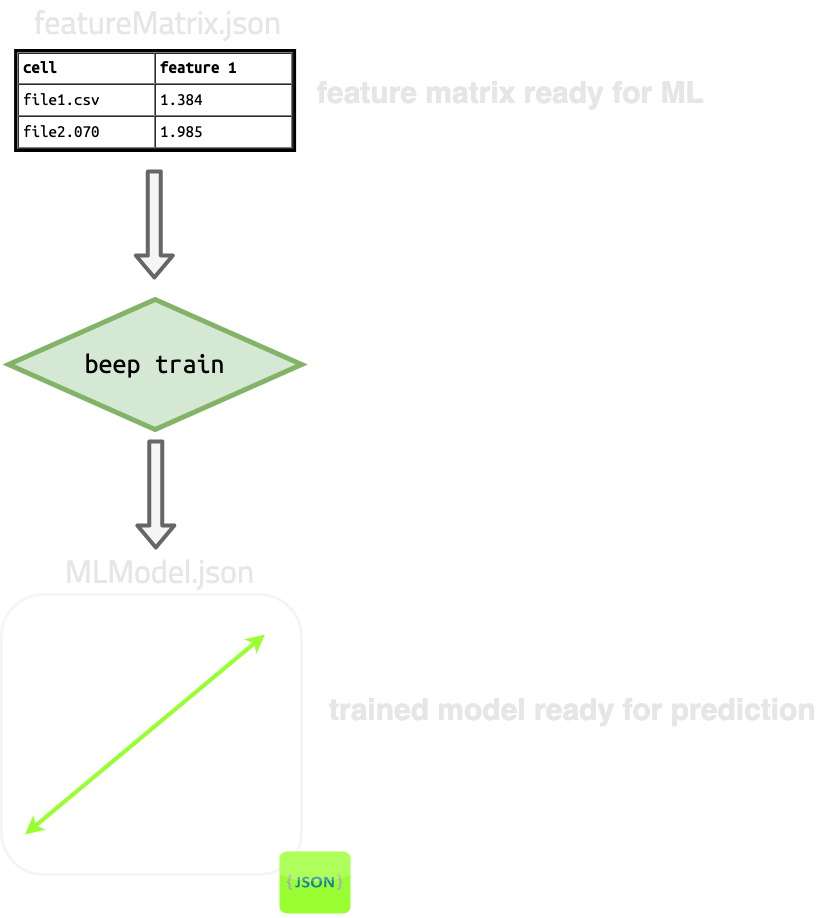 featureMatrix.json
cell feature 1
file1.csv 1.384
file2.070 1.985
feature matrix ready for ML
beep train
MLModel.json
trained model ready for prediction
{JSON}